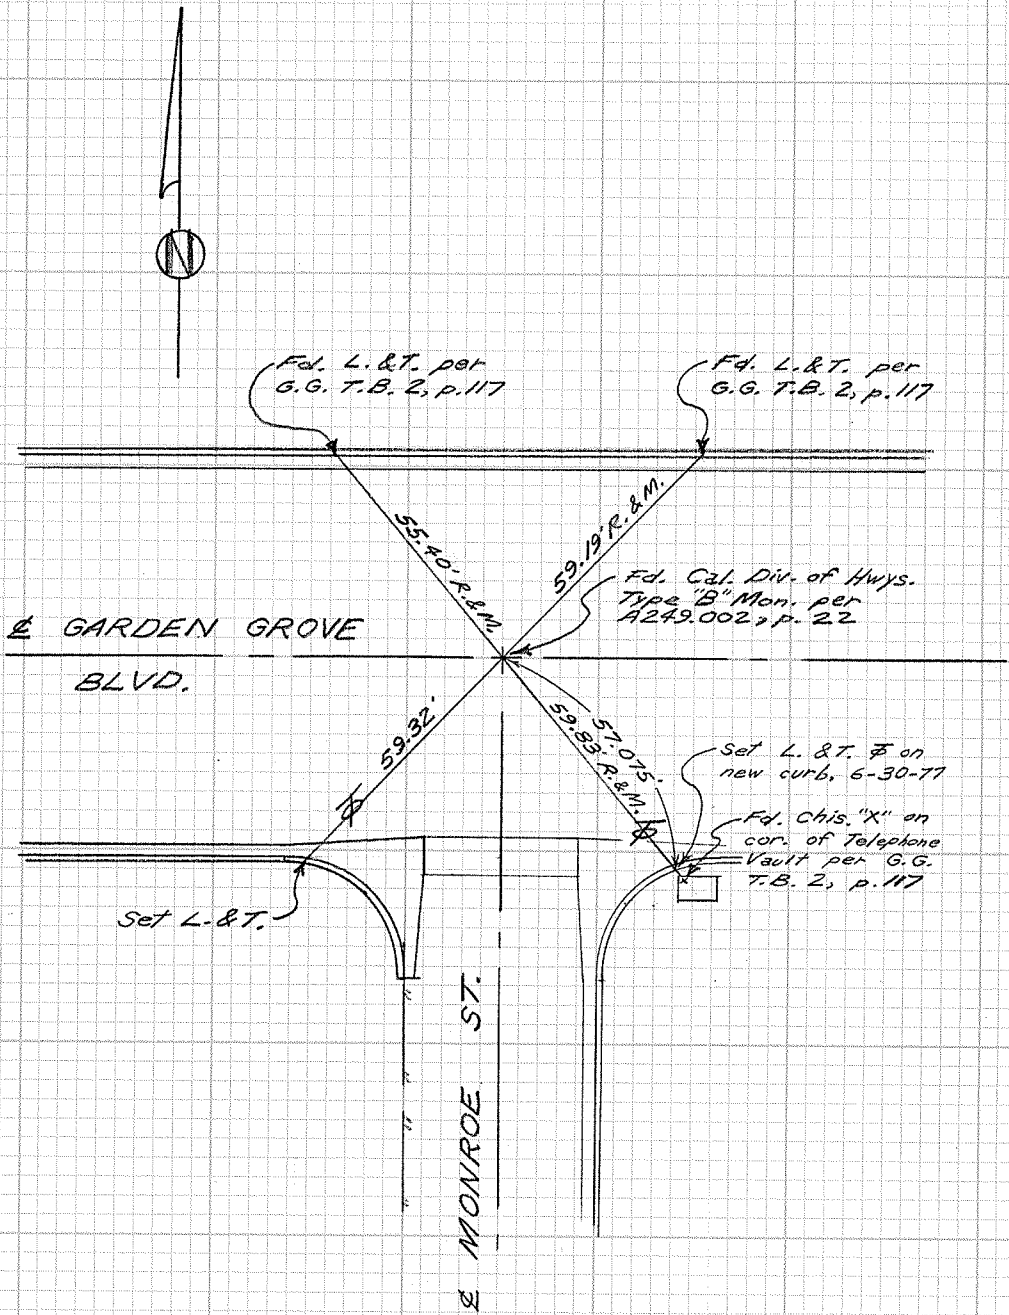 N
Fd. L.&T. per
G.G. T.B. 2, p.117
Fd. L.&T. per
G.G. T.B. 2, p.117
55.40' R.&M.
59.19' R.&M.
Fd. Cal. Div. of Hwys.
Type "B" Mon. per
A249.002, p. 22
℄ GARDEN GROVE
BLVD.
59.32'
57.075'
59.83' R.&M.
Set L.&T. on
new curb, 6-30-77
Fd. Chis. "X" on
cor. of Telephone
Vault per G.G.
T.B. 2, p.117
Set L.&T.
℄ MONROE ST.